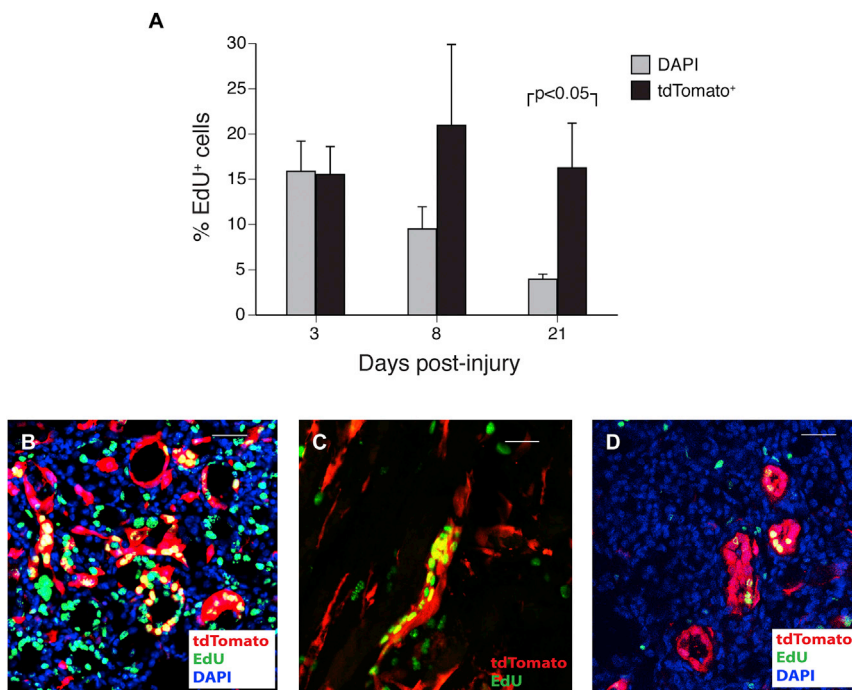 A
30
25
20
15
10
5
0
% EdU⁺ cells
p<0.05
DAPI
tdTomato⁺
3 8 21
Days post-injury
B
tdTomato
EdU
DAPI
C
tdTomato
EdU
D
tdTomato
EdU
DAPI